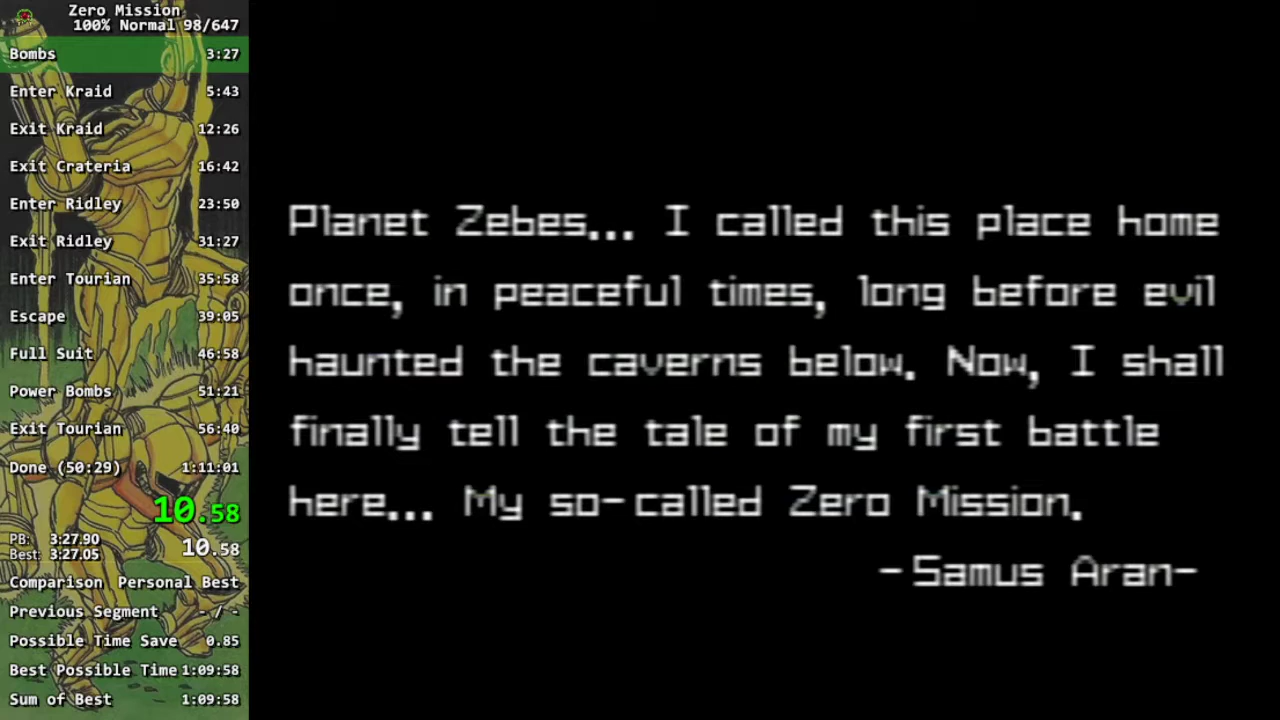 Zero Mission
100% Normal 98/647
Bombs 3:27
Enter Kraid 5:43
Exit Kraid 12:26
Exit Crateria 16:42
Enter Ridley 23:50
Exit Ridley 31:27
Enter Tourian 35:58
Escape 39:05
Full Suit 46:58
Power Bombs 51:21
Exit Tourian 56:40
Done (50:29) 1:11:01
10.58
PB: 3:27.90
Best: 3:27.05
10.58
Comparison Personal Best
Previous Segment - / -
Possible Time Save 0.85
Best Possible Time 1:09:58
Sum of Best 1:09:58
Planet Zebes... I called this place home
once, in peaceful times, long before evil
haunted the caverns below. Now, I shall
finally tell the tale of my first battle
here... My so-called Zero Mission.
-Samus Aran-